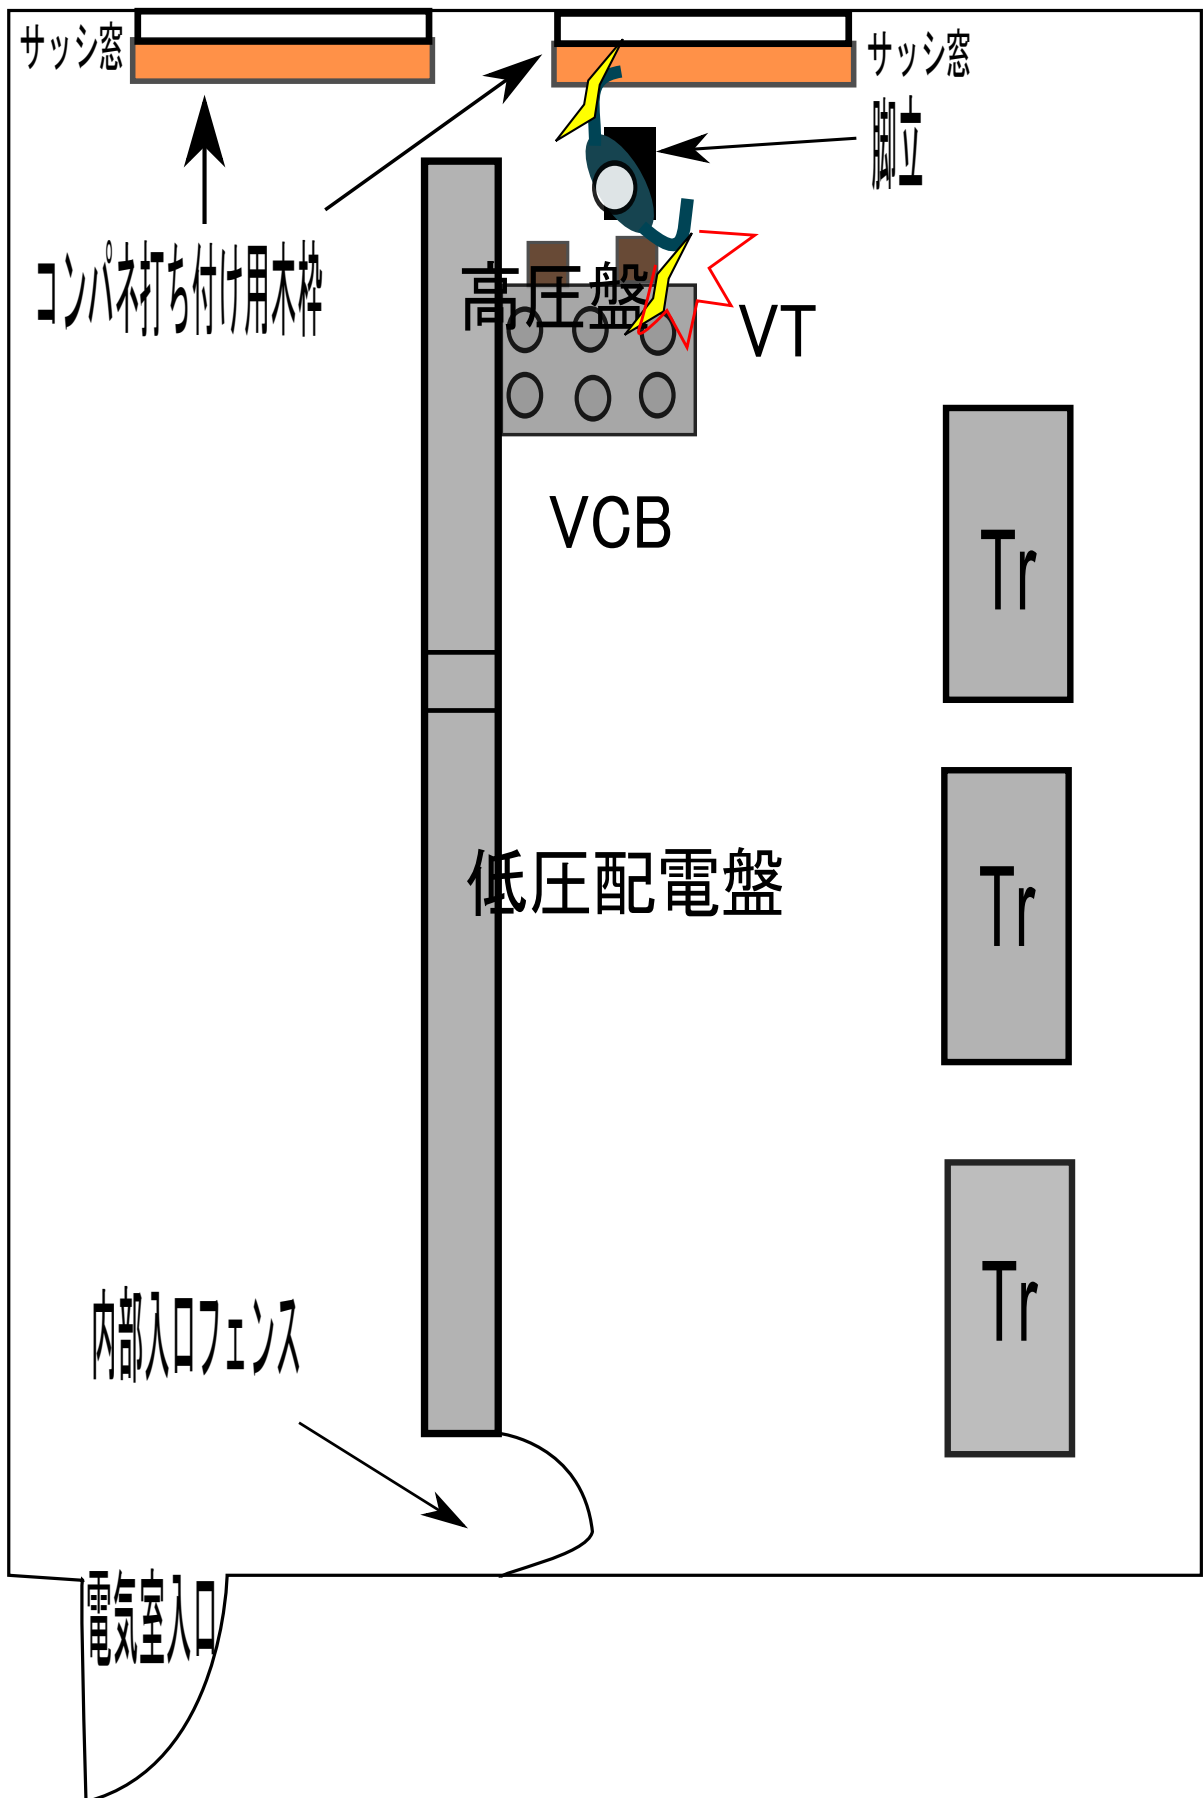 サッシ窓
サッシ窓
脚立
コンパネ打ち付け用木枠
高圧盤
VT
VCB
Tr
低圧配電盤
Tr
Tr
内部入口フェンス
電気室入口